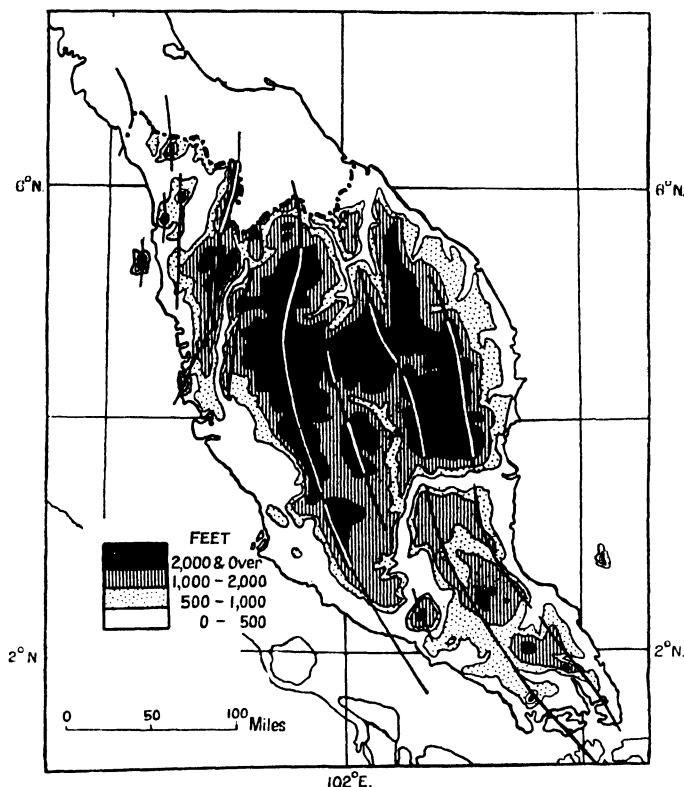 6°N.
6°N.
FEET
2,000 & Over
1,000 – 2,000
500 – 1,000
0 – 500
2°N
2°N.
0 50 100 Miles
102°E.